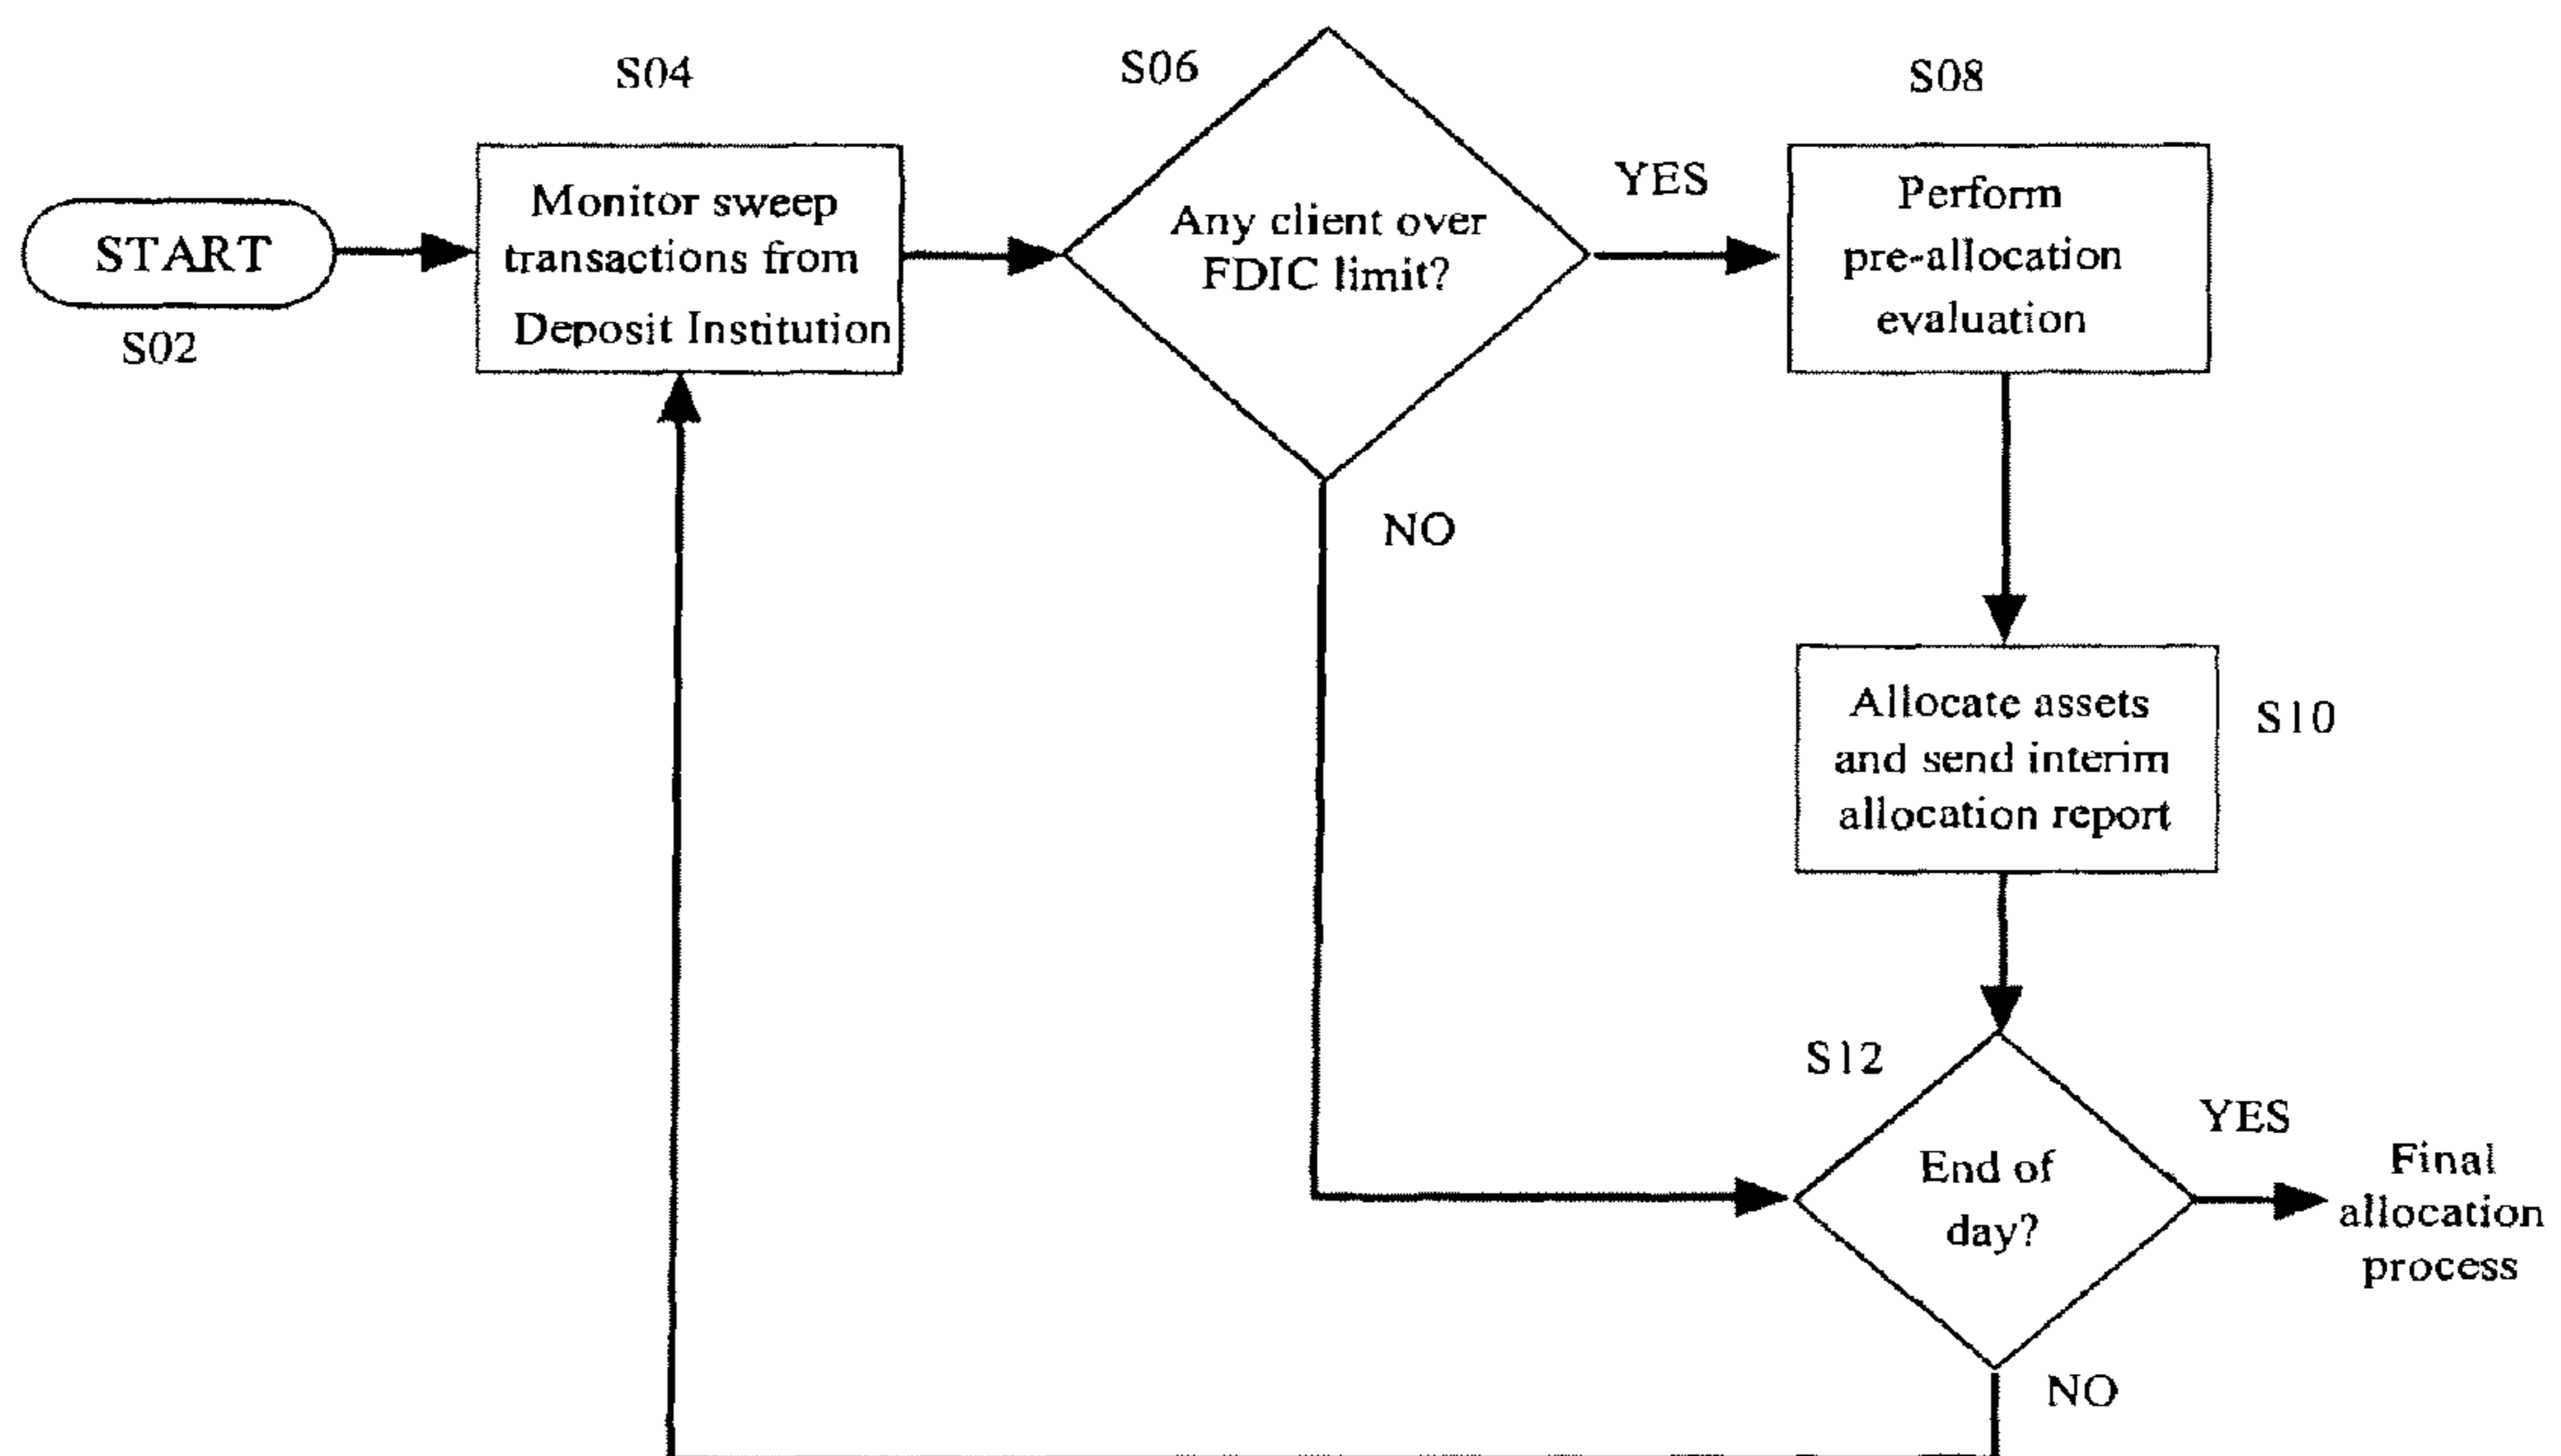 S04
S06
S08
START
S02
Monitor sweep
transactions from
Deposit Institution
Any client over
FDIC limit?
YES
NO
Perform
pre-allocation
evaluation
Allocate assets
and send interim
allocation report
S10
S12
End of
day?
YES
Final
allocation
process
NO